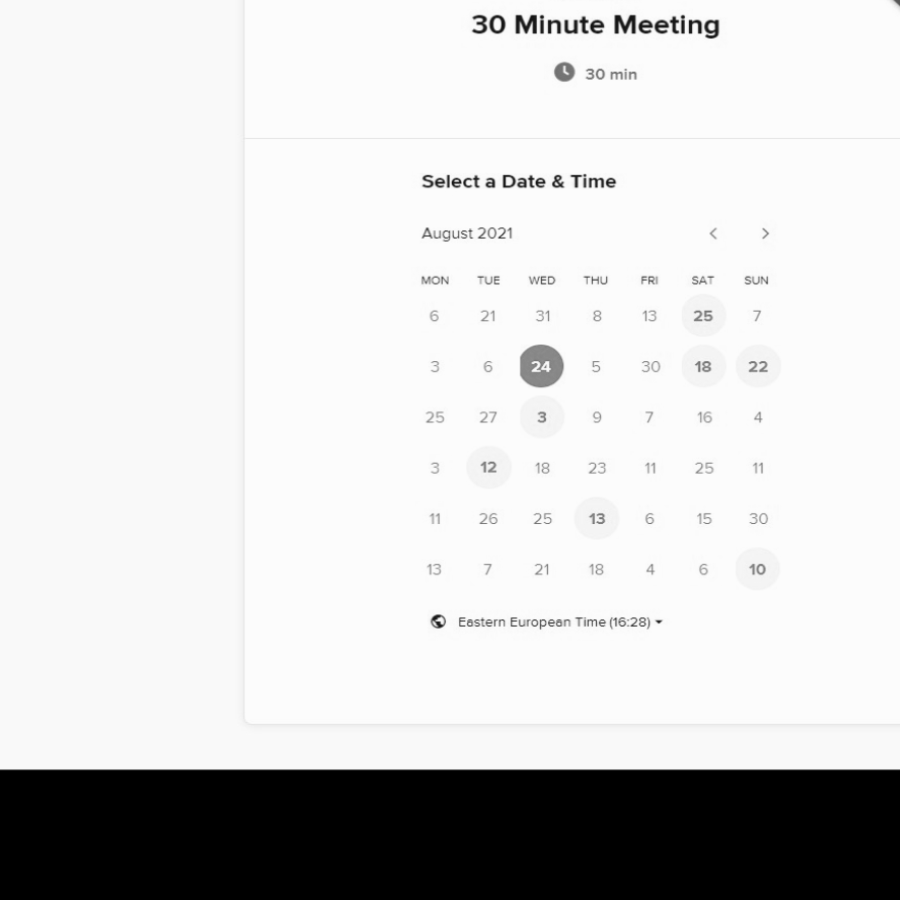 30 Minute Meeting
30 min
Select a Date & Time
August 2021
MON TUE WED THU FRI SAT SUN
6 21 31 8 13 25 7
3 6 24 5 30 18 22
25 27 3 9 7 16 4
3 12 18 23 11 25 11
11 26 25 13 6 15 30
13 7 21 18 4 6 10
Eastern European Time (16:28)